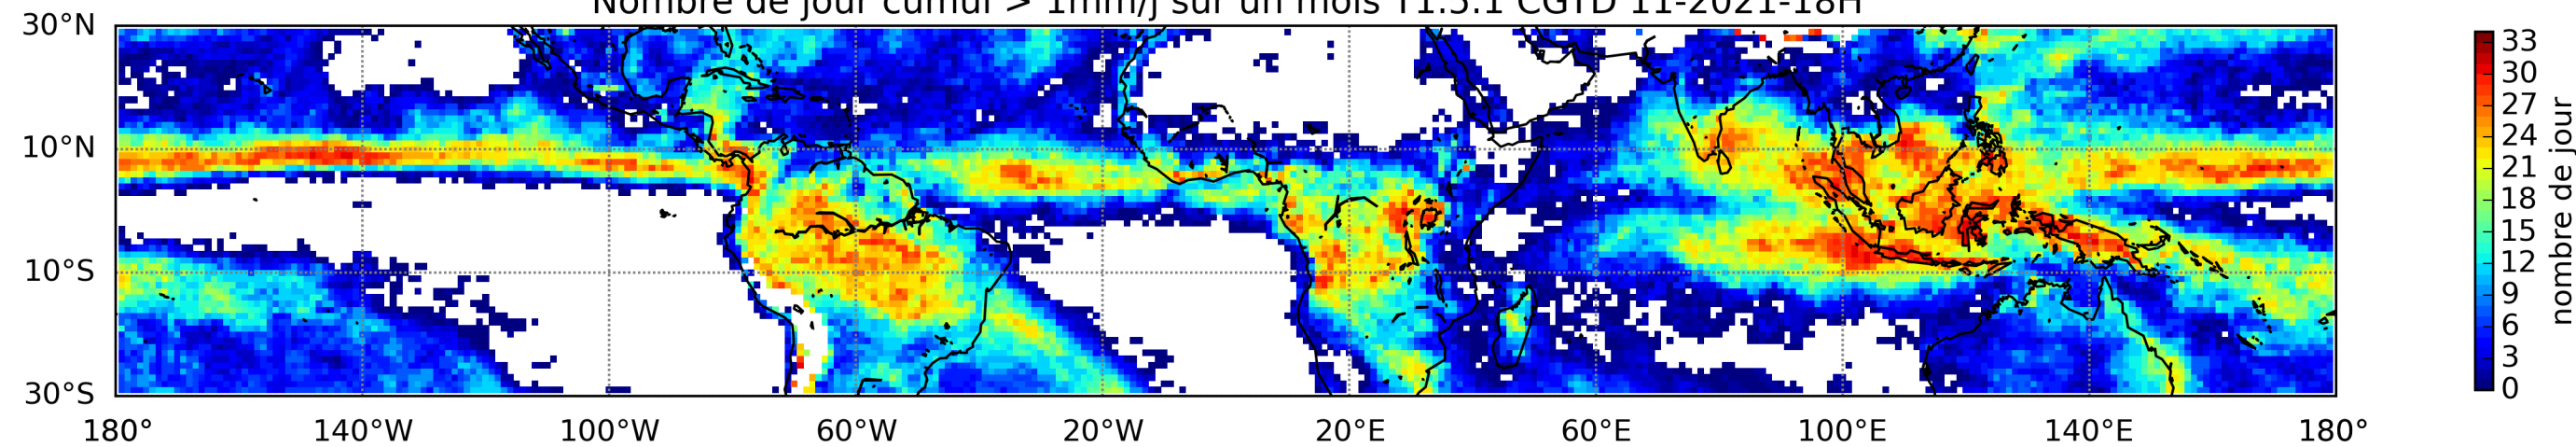 Nombre de jour cumul > 1mm/j sur un mois T1.5.1 CGTD 11-2021-18H
30°N
10°N
10°S
30°S
180° 140°W 100°W 60°W 20°W 20°E 60°E 100°E 140°E 180°
33
30
27
24
21
18
15
12
9
6
3
0
nombre de jour